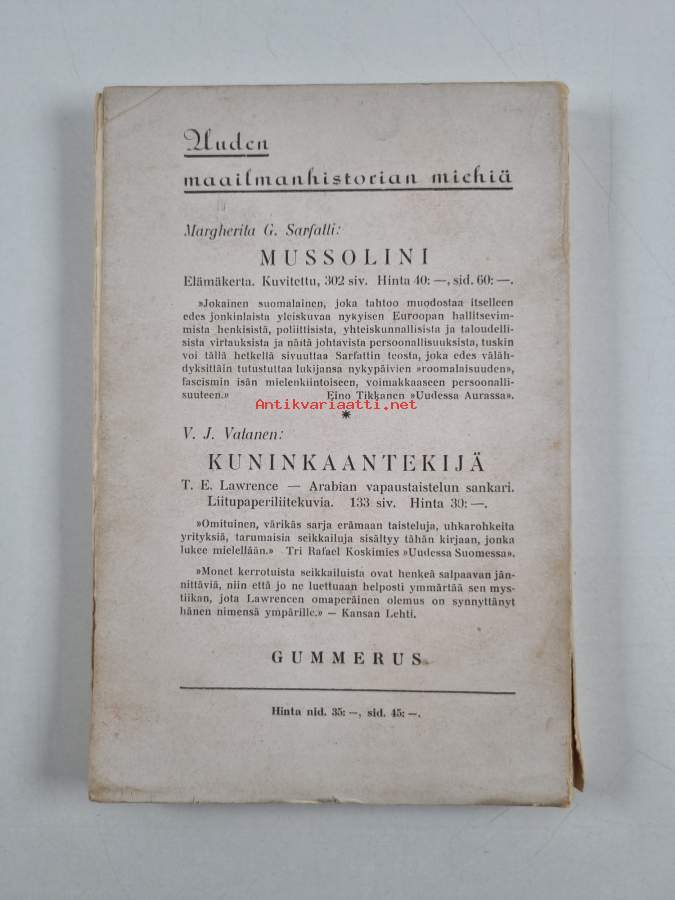 Uuden
maailmanhistorian miehiä
Margherita G. Sarfatti:
MUSSOLINI
Elämäkerta. Kuvitettu, 302 siv. Hinta 40: —, sid. 60: —.
»Jokainen suomalainen, joka tahtoo muodostaa itselleen
edes jonkinlaista yleiskuvaa nykyisen Euroopan hallitsevim-
mista henkisistä, poliittisista, yhteiskunnallisista ja taloudelli-
sista virtauksista ja näitä johtavista persoonallisuuksista, tuskin
voi tällä hetkellä sivuuttaa Sarfattin teosta, joka edes väläh-
dyksittäin tutustuttaa lukijansa nykypäivien »roomalaisuuden»,
fascismin isän mielenkiintoiseen, voimakkaaseen persoonalli-
suuteen.» Eino Tikkanen »Uudessa Aurassa».
Antikvariaatti.net
V. J. Vatanen:
KUNINKAANTEKIJÄ
T. E. Lawrence — Arabian vapaustaistelun sankari.
Liitupaperiliitekuvia. 133 siv. Hinta 30: —.
»Omituinen, värikäs sarja erämaan taisteluja, uhkarohkeita
yrityksiä, tarumaisia seikkailuja sisältyy tähän kirjaan, jonka
lukee mielellään.» Tri Rafael Koskimies »Uudessa Suomessa».
»Monet kerrotuista seikkailuista ovat henkeä salpaavan jän-
nittäviä, niin että jo ne luettuaan helposti ymmärtää sen mys-
tiikan, jota Lawrencen omaperäinen olemus on synnyttänyt
hänen nimensä ympärille.» — Kansan Lehti.
GUMMERUS
Hinta nid. 35: —, sid. 45: —.